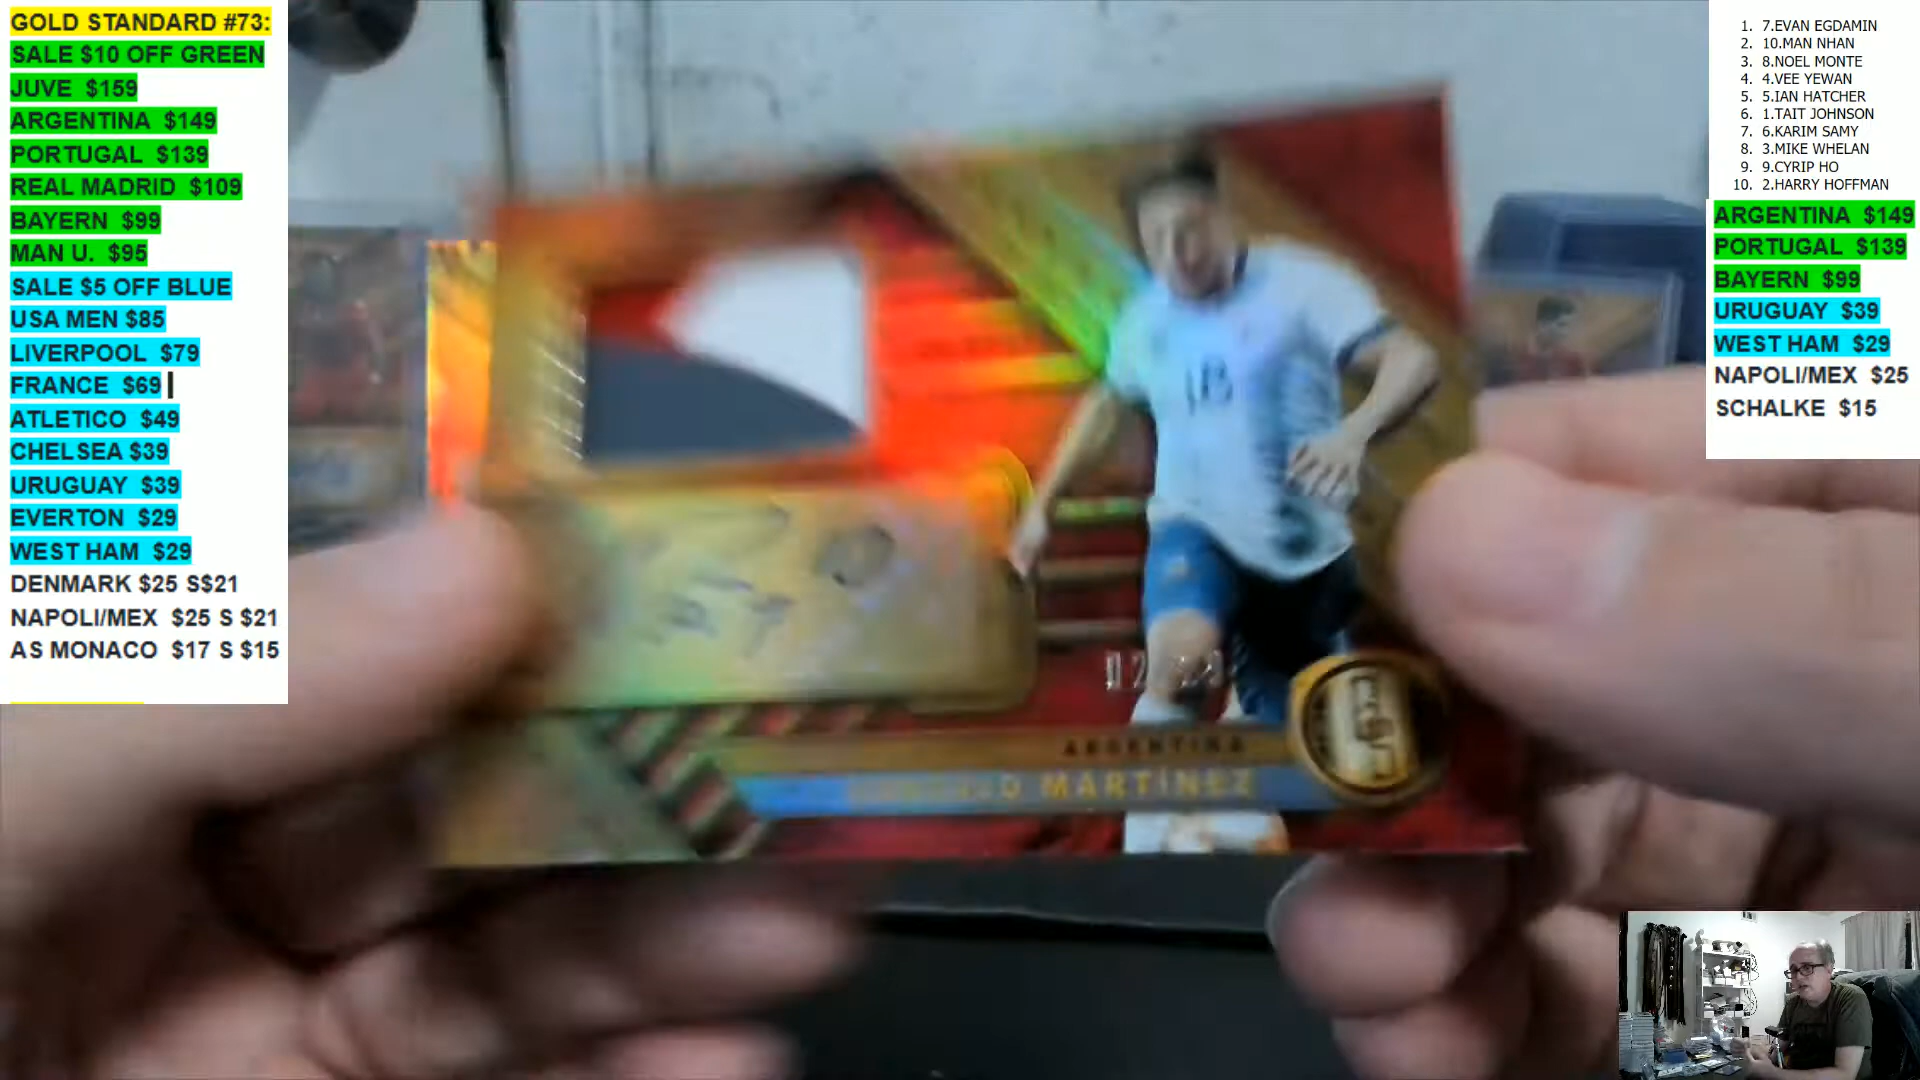 GOLD STANDARD #73:
SALE $10 OFF GREEN
JUVE $159
ARGENTINA $149
PORTUGAL $139
REAL MADRID $109
BAYERN $99
MAN U. $95
SALE $5 OFF BLUE
USA MEN $85
LIVERPOOL $79
FRANCE $69
ATLETICO $49
CHELSEA $39
URUGUAY $39
EVERTON $29
WEST HAM $29
DENMARK $25 S$21
NAPOLI/MEX $25 S $21
AS MONACO $17 S $15
ARGENTINA
MARTÍNEZ
1. 7.EVAN EGDAMIN
2. 10.MAN NHAN
3. 8.NOEL MONTE
4. 4.VEE YEWAN
5. 5.IAN HATCHER
6. 1.TAIT JOHNSON
7. 6.KARIM SAMY
8. 3.MIKE WHELAN
9. 9.CYRIP HO
10. 2.HARRY HOFFMAN
ARGENTINA $149
PORTUGAL $139
BAYERN $99
URUGUAY $39
WEST HAM $29
NAPOLI/MEX $25
SCHALKE $15